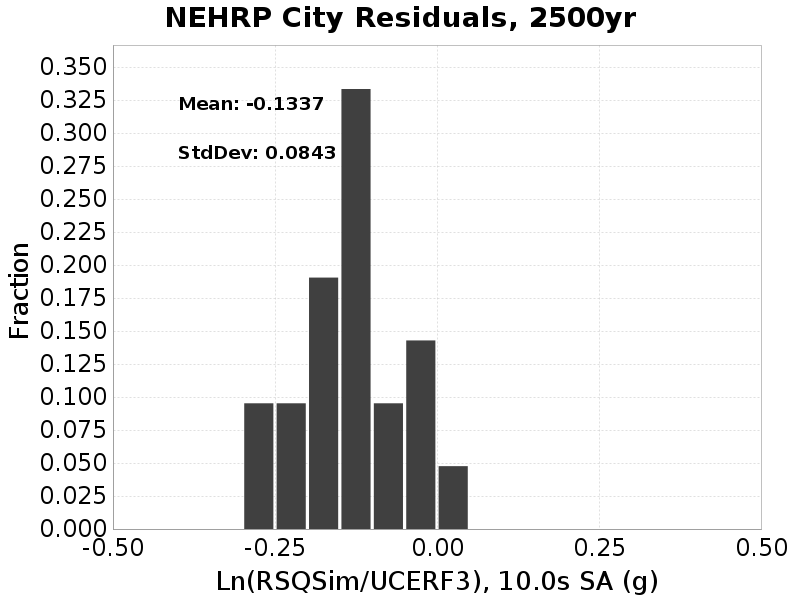 NEHRP City Residuals, 2500yr
Mean: -0.1337
StdDev: 0.0843
Fraction
0.350
0.325
0.300
0.275
0.250
0.225
0.200
0.175
0.150
0.125
0.100
0.075
0.050
0.025
0.000
-0.50 -0.25 0.00 0.25 0.50
Ln(RSQSim/UCERF3), 10.0s SA (g)